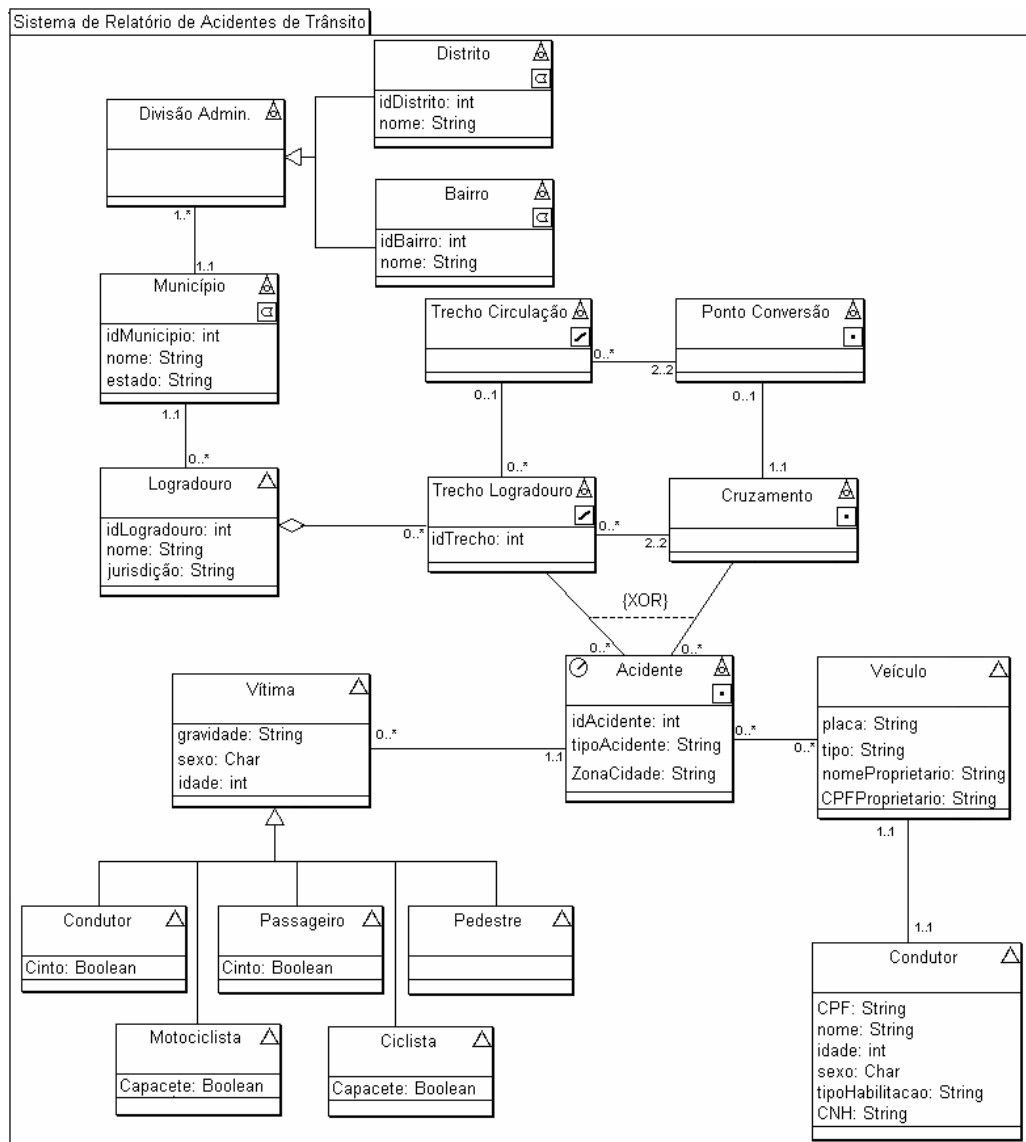 Sistema de Relatório de Acidentes de Trânsito
Distrito
idDistrito: int
nome: String
Divisão Admin.
Bairro
idBairro: int
nome: String
1..*
1..1
Município
idMunicipio: int
nome: String
estado: String
Trecho Circulação
Ponto Conversão
0..*
2..2
0..1
0..1
1..1
0..*
0..*
1..1
Logradouro
idLogradouro: int
nome: String
jurisdição: String
0..*
Trecho Logradouro
idTrecho: int
0..*
2..2
Cruzamento
{XOR}
0..*
0..*
Acidente
idAcidente: int
tipoAcidente: String
ZonaCidade: String
Vítima
gravidade: String
sexo: Char
idade: int
0..*
1..1
0..*
0..*
Veículo
placa: String
tipo: String
nomeProprietario: String
CPFProprietario: String
1..1
1..1
Condutor
Cinto: Boolean
Passageiro
Cinto: Boolean
Pedestre
Motociclista
Capacete: Boolean
Ciclista
Capacete: Boolean
Condutor
CPF: String
nome: String
idade: int
sexo: Char
tipoHabilitacao: String
CNH: String